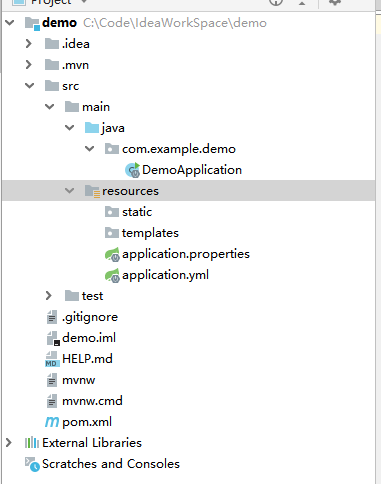 Project
demo C:\Code\IdeaWorkSpace\demo
.idea
.mvn
src
main
java
com.example.demo
DemoApplication
resources
static
templates
application.properties
application.yml
test
.gitignore
demo.iml
MD HELP.md
mvnw
mvnw.cmd
m pom.xml
External Libraries
Scratches and Consoles